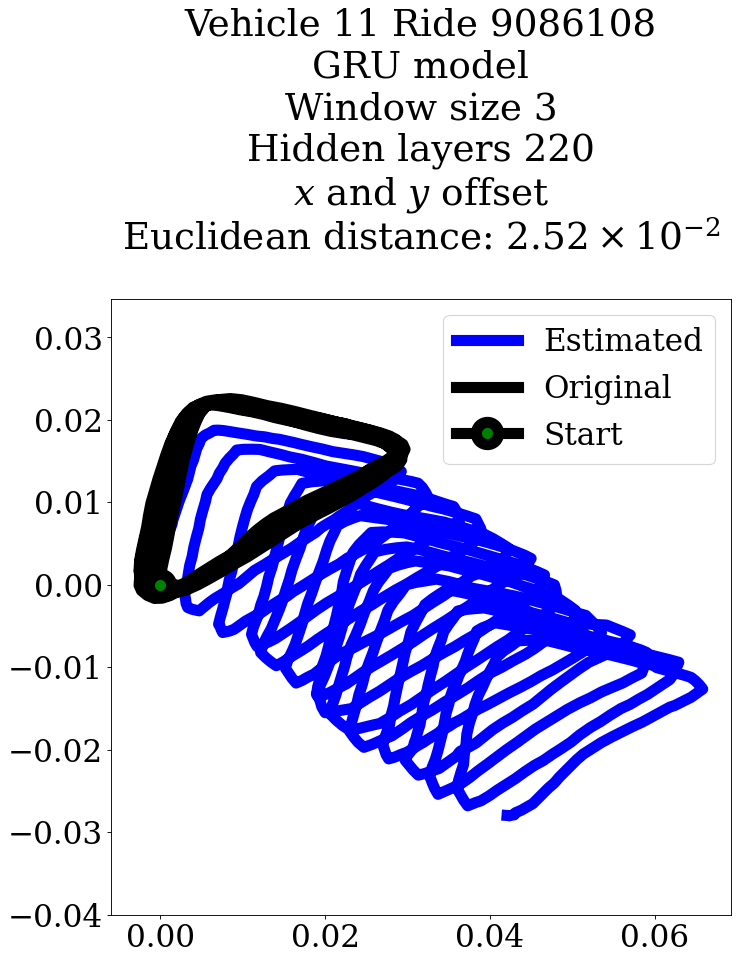 Vehicle 11 Ride 9086108
GRU model
Window size 3
Hidden layers 220
x and y offset
Euclidean distance: 2.52 × 10⁻²
Estimated
Original
Start
0.03
0.02
0.01
0.00
−0.01
−0.02
−0.03
−0.04
0.00 0.02 0.04 0.06